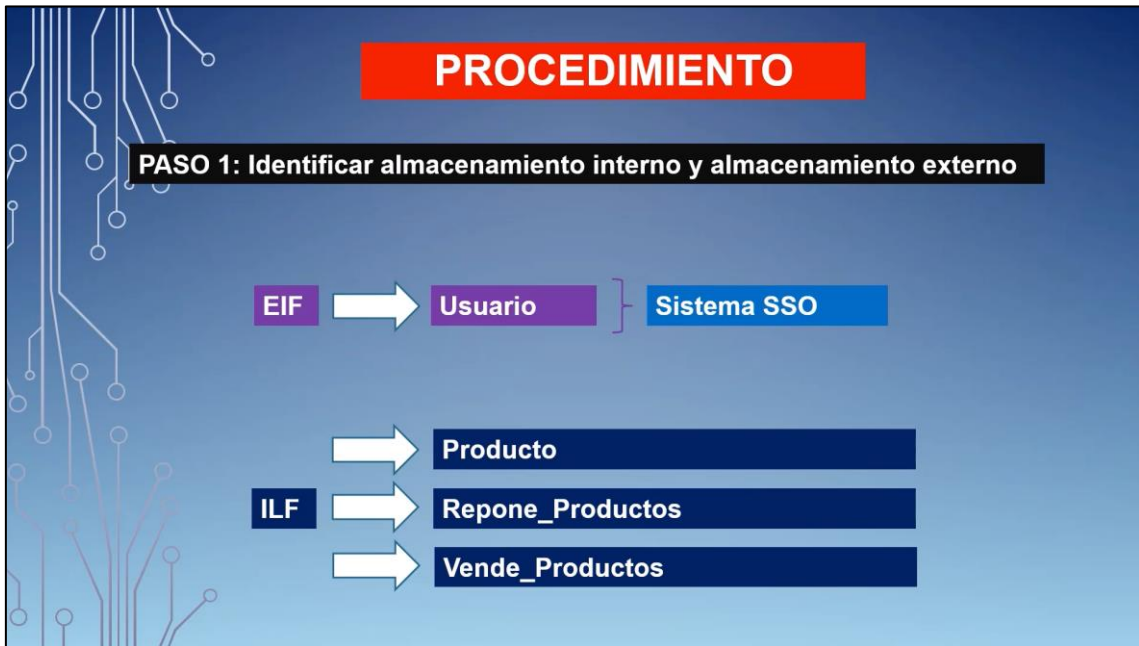 PROCEDIMIENTO
PASO 1: Identificar almacenamiento interno y almacenamiento externo
EIF
Usuario
Sistema SSO
Producto
ILF
Repone_Productos
Vende_Productos